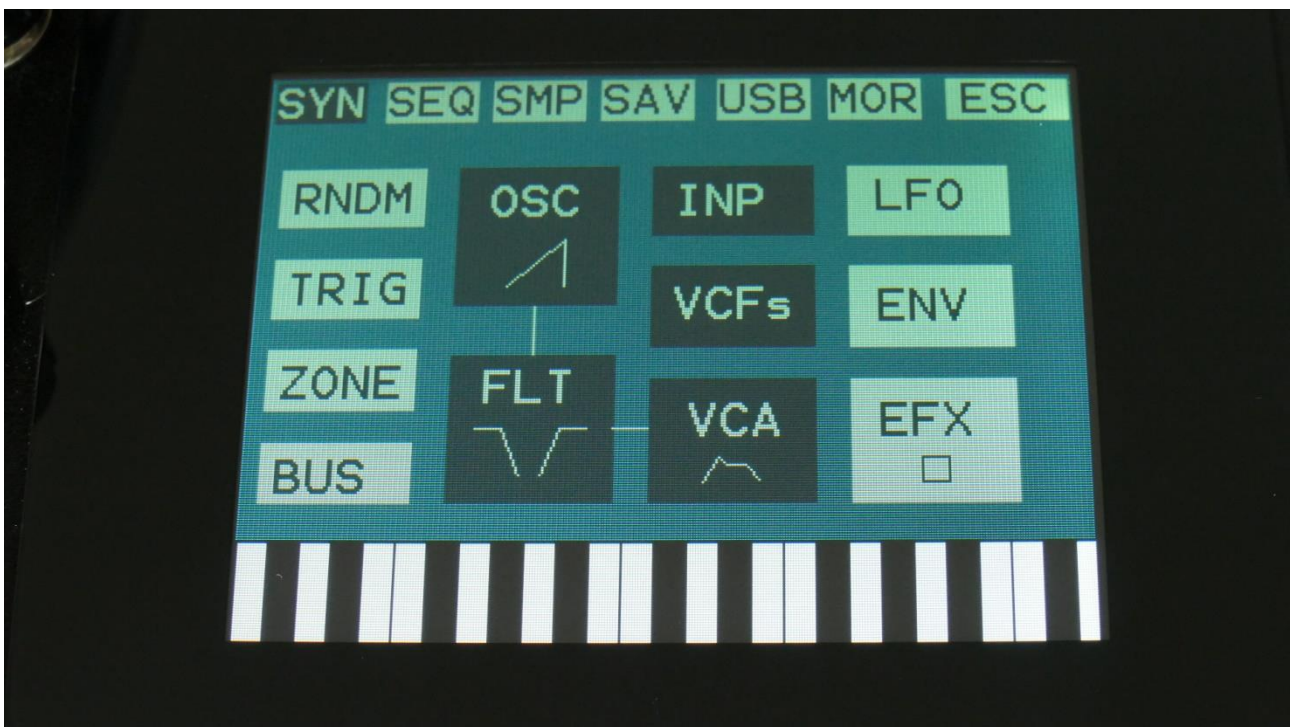 SYN SEQ SMP SAV USB MOR ESC
RNDM OSC INP LFO
TRIG VCFs ENV
ZONE FLT VCA EFX
BUS